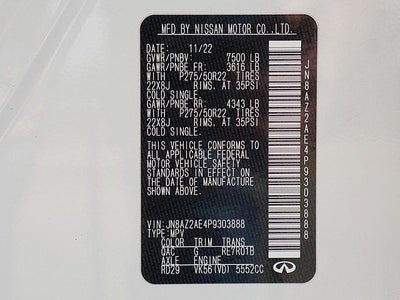 MFD BY NISSAN MOTOR CO.,LTD.
DATE: 11/22
GVWR/PNBV: 7500 LB
GAWR/PNBE FR: 3616 LB
WITH P275/50R22 TIRES
22X8J RIMS, AT 35PSI
COLD SINGLE.
GAWR/PNBE RR: 4343 LB
WITH P275/50R22 TIRES
22X8J RIMS, AT 35PSI
COLD SINGLE.
THIS VEHICLE CONFORMS TO
ALL APPLICABLE FEDERAL
MOTOR VEHICLE SAFETY
STANDARDS IN EFFECT ON
THE DATE OF MANUFACTURE
SHOWN ABOVE.
VIN: JN8AZ2AE4P9303888
TYPE: MPV
COLOR TRIM TRANS
QAC G RE7R01B
AXLE ENGINE
RD29 VK56(VD) 5552CC
JN8AZ2AE4P9303888